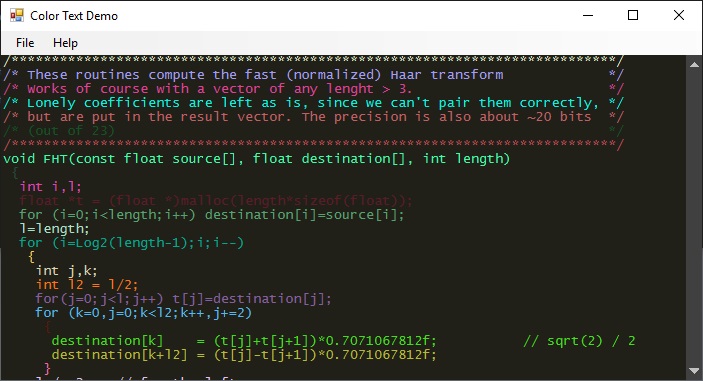 Color Text Demo
File Help
/**************************************************************************/
/* These routines compute the fast (normalized) Haar transform             */
/* Works of course with a vector of any lenght > 3.                        */
/* Lonely coefficients are left as is, since we can't pair them correctly, */
/* but are put in the result vector. The precision is also about ~20 bits  */
/* (out of 23)                                                             */
/**************************************************************************/
void FHT(const float source[], float destination[], int length)
 {
  int i,l;
  float *t = (float *)malloc(length*sizeof(float));
  for (i=0;i<length;i++) destination[i]=source[i];
  l=length;
  for (i=Log2(length-1);i;i--)
   {
    int j,k;
    int l2 = l/2;
    for(j=0;j<l;j++) t[j]=destination[j];
    for (k=0,j=0;k<l2;k++,j+=2)
     {
      destination[k]    = (t[j]+t[j+1])*0.7071067812f;          // sqrt(2) / 2
      destination[k+l2] = (t[j]-t[j+1])*0.7071067812f;
     }